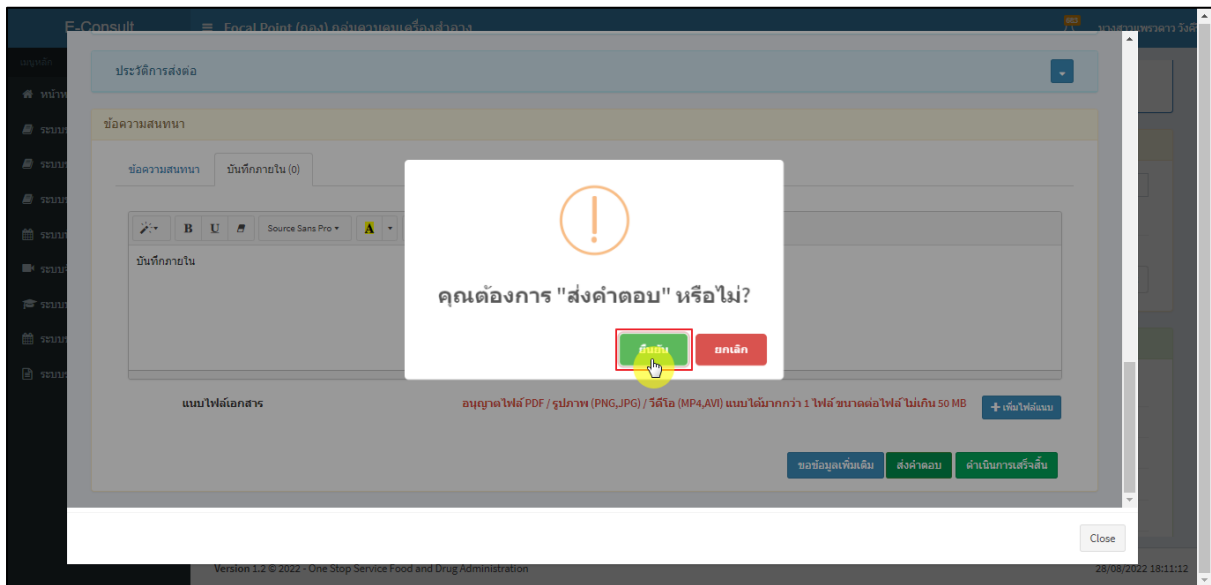 E-Consult
Focal Point (กอง) กลุ่มควบคุมเครื่องสำอาง
เมนูหลัก
ประวัติการส่งต่อ
ข้อความสนทนา
ข้อความสนทนา บันทึกภายใน (0)
B U Source Sans Pro A
บันทึกภายใน
คุณต้องการ "ส่งคำตอบ" หรือไม่?
ยืนยัน ยกเลิก
แนบไฟล์เอกสาร อนุญาตไฟล์ PDF / รูปภาพ (PNG,JPG) / วีดีโอ (MP4,AVI) แนบได้มากกว่า 1 ไฟล์ ขนาดต่อไฟล์ ไม่เกิน 50 MB + เพิ่มไฟล์แนบ
ขอข้อมูลเพิ่มเติม ส่งคำตอบ ดำเนินการเสร็จสิ้น
Close
Version 1.2 © 2022 - One Stop Service Food and Drug Administration 28/08/2022 18:11:12